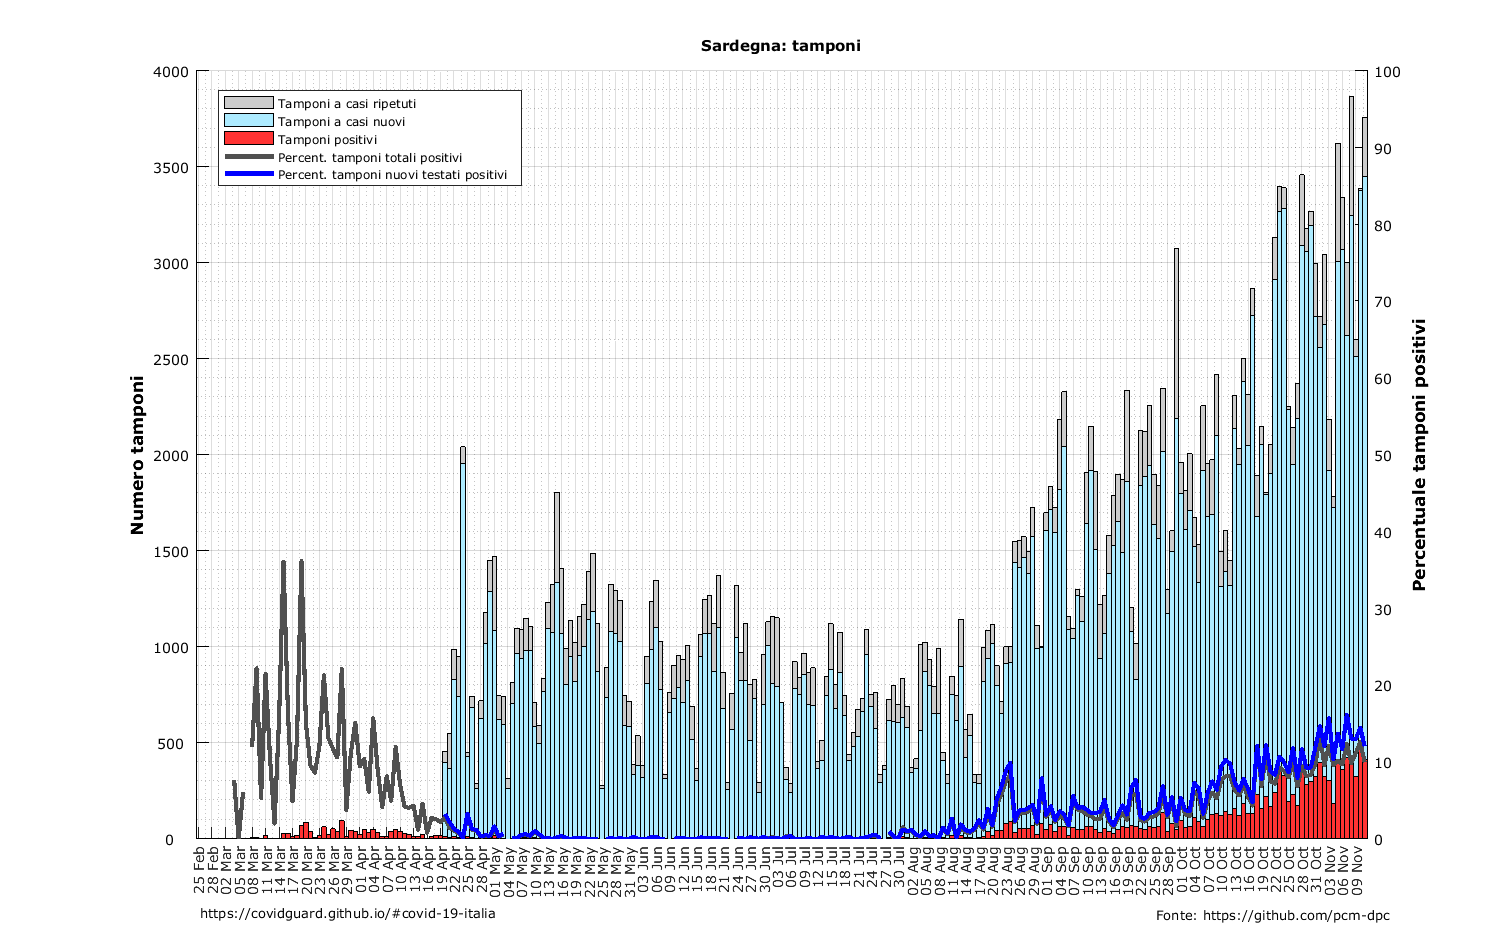 Sardegna: tamponi
Tamponi a casi ripetuti
Tamponi a casi nuovi
Tamponi positivi
Percent. tamponi totali positivi
Percent. tamponi nuovi testati positivi
Numero tamponi
4000
3500
3000
2500
2000
1500
1000
500
0
Percentuale tamponi positivi
100
90
80
70
60
50
40
30
20
10
0
25 Feb
28 Feb
02 Mar
05 Mar
08 Mar
11 Mar
14 Mar
17 Mar
20 Mar
23 Mar
26 Mar
29 Mar
01 Apr
04 Apr
07 Apr
10 Apr
13 Apr
16 Apr
19 Apr
22 Apr
25 Apr
28 Apr
01 May
04 May
07 May
10 May
13 May
16 May
19 May
22 May
25 May
28 May
31 May
03 Jun
06 Jun
09 Jun
12 Jun
15 Jun
18 Jun
21 Jun
24 Jun
27 Jun
30 Jun
03 Jul
06 Jul
09 Jul
12 Jul
15 Jul
18 Jul
21 Jul
24 Jul
27 Jul
30 Jul
02 Aug
05 Aug
08 Aug
11 Aug
14 Aug
17 Aug
20 Aug
23 Aug
26 Aug
29 Aug
01 Sep
04 Sep
07 Sep
10 Sep
13 Sep
16 Sep
19 Sep
22 Sep
25 Sep
28 Sep
01 Oct
04 Oct
07 Oct
10 Oct
13 Oct
16 Oct
19 Oct
22 Oct
25 Oct
28 Oct
31 Oct
03 Nov
06 Nov
09 Nov
https://covidguard.github.io/#covid-19-italia
Fonte: https://github.com/pcm-dpc